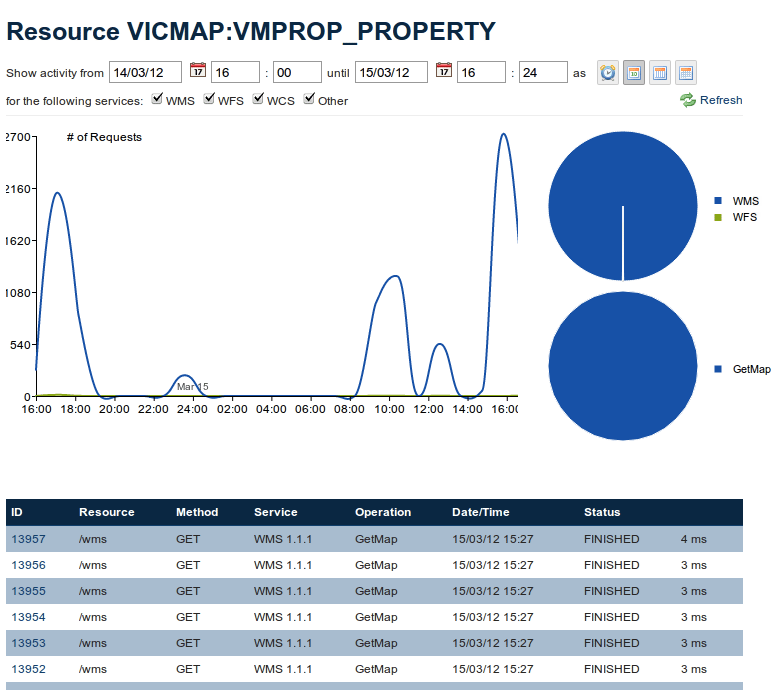 Resource VICMAP:VMPROP_PROPERTY
Show activity from 14/03/12 17 16 : 00 until 15/03/12 17 16 : 24 as 10
for the following services: WMS WFS WCS Other Refresh
# of Requests
2700
2160
1620
1080
540
0
Mar 15
16:00 18:00 20:00 22:00 24:00 02:00 04:00 06:00 08:00 10:00 12:00 14:00 16:00
WMS
WFS
GetMap
ID Resource Method Service Operation Date/Time Status
13957 /wms GET WMS 1.1.1 GetMap 15/03/12 15:27 FINISHED 4 ms
13956 /wms GET WMS 1.1.1 GetMap 15/03/12 15:27 FINISHED 3 ms
13955 /wms GET WMS 1.1.1 GetMap 15/03/12 15:27 FINISHED 3 ms
13954 /wms GET WMS 1.1.1 GetMap 15/03/12 15:27 FINISHED 3 ms
13953 /wms GET WMS 1.1.1 GetMap 15/03/12 15:27 FINISHED 3 ms
13952 /wms GET WMS 1.1.1 GetMap 15/03/12 15:27 FINISHED 3 ms